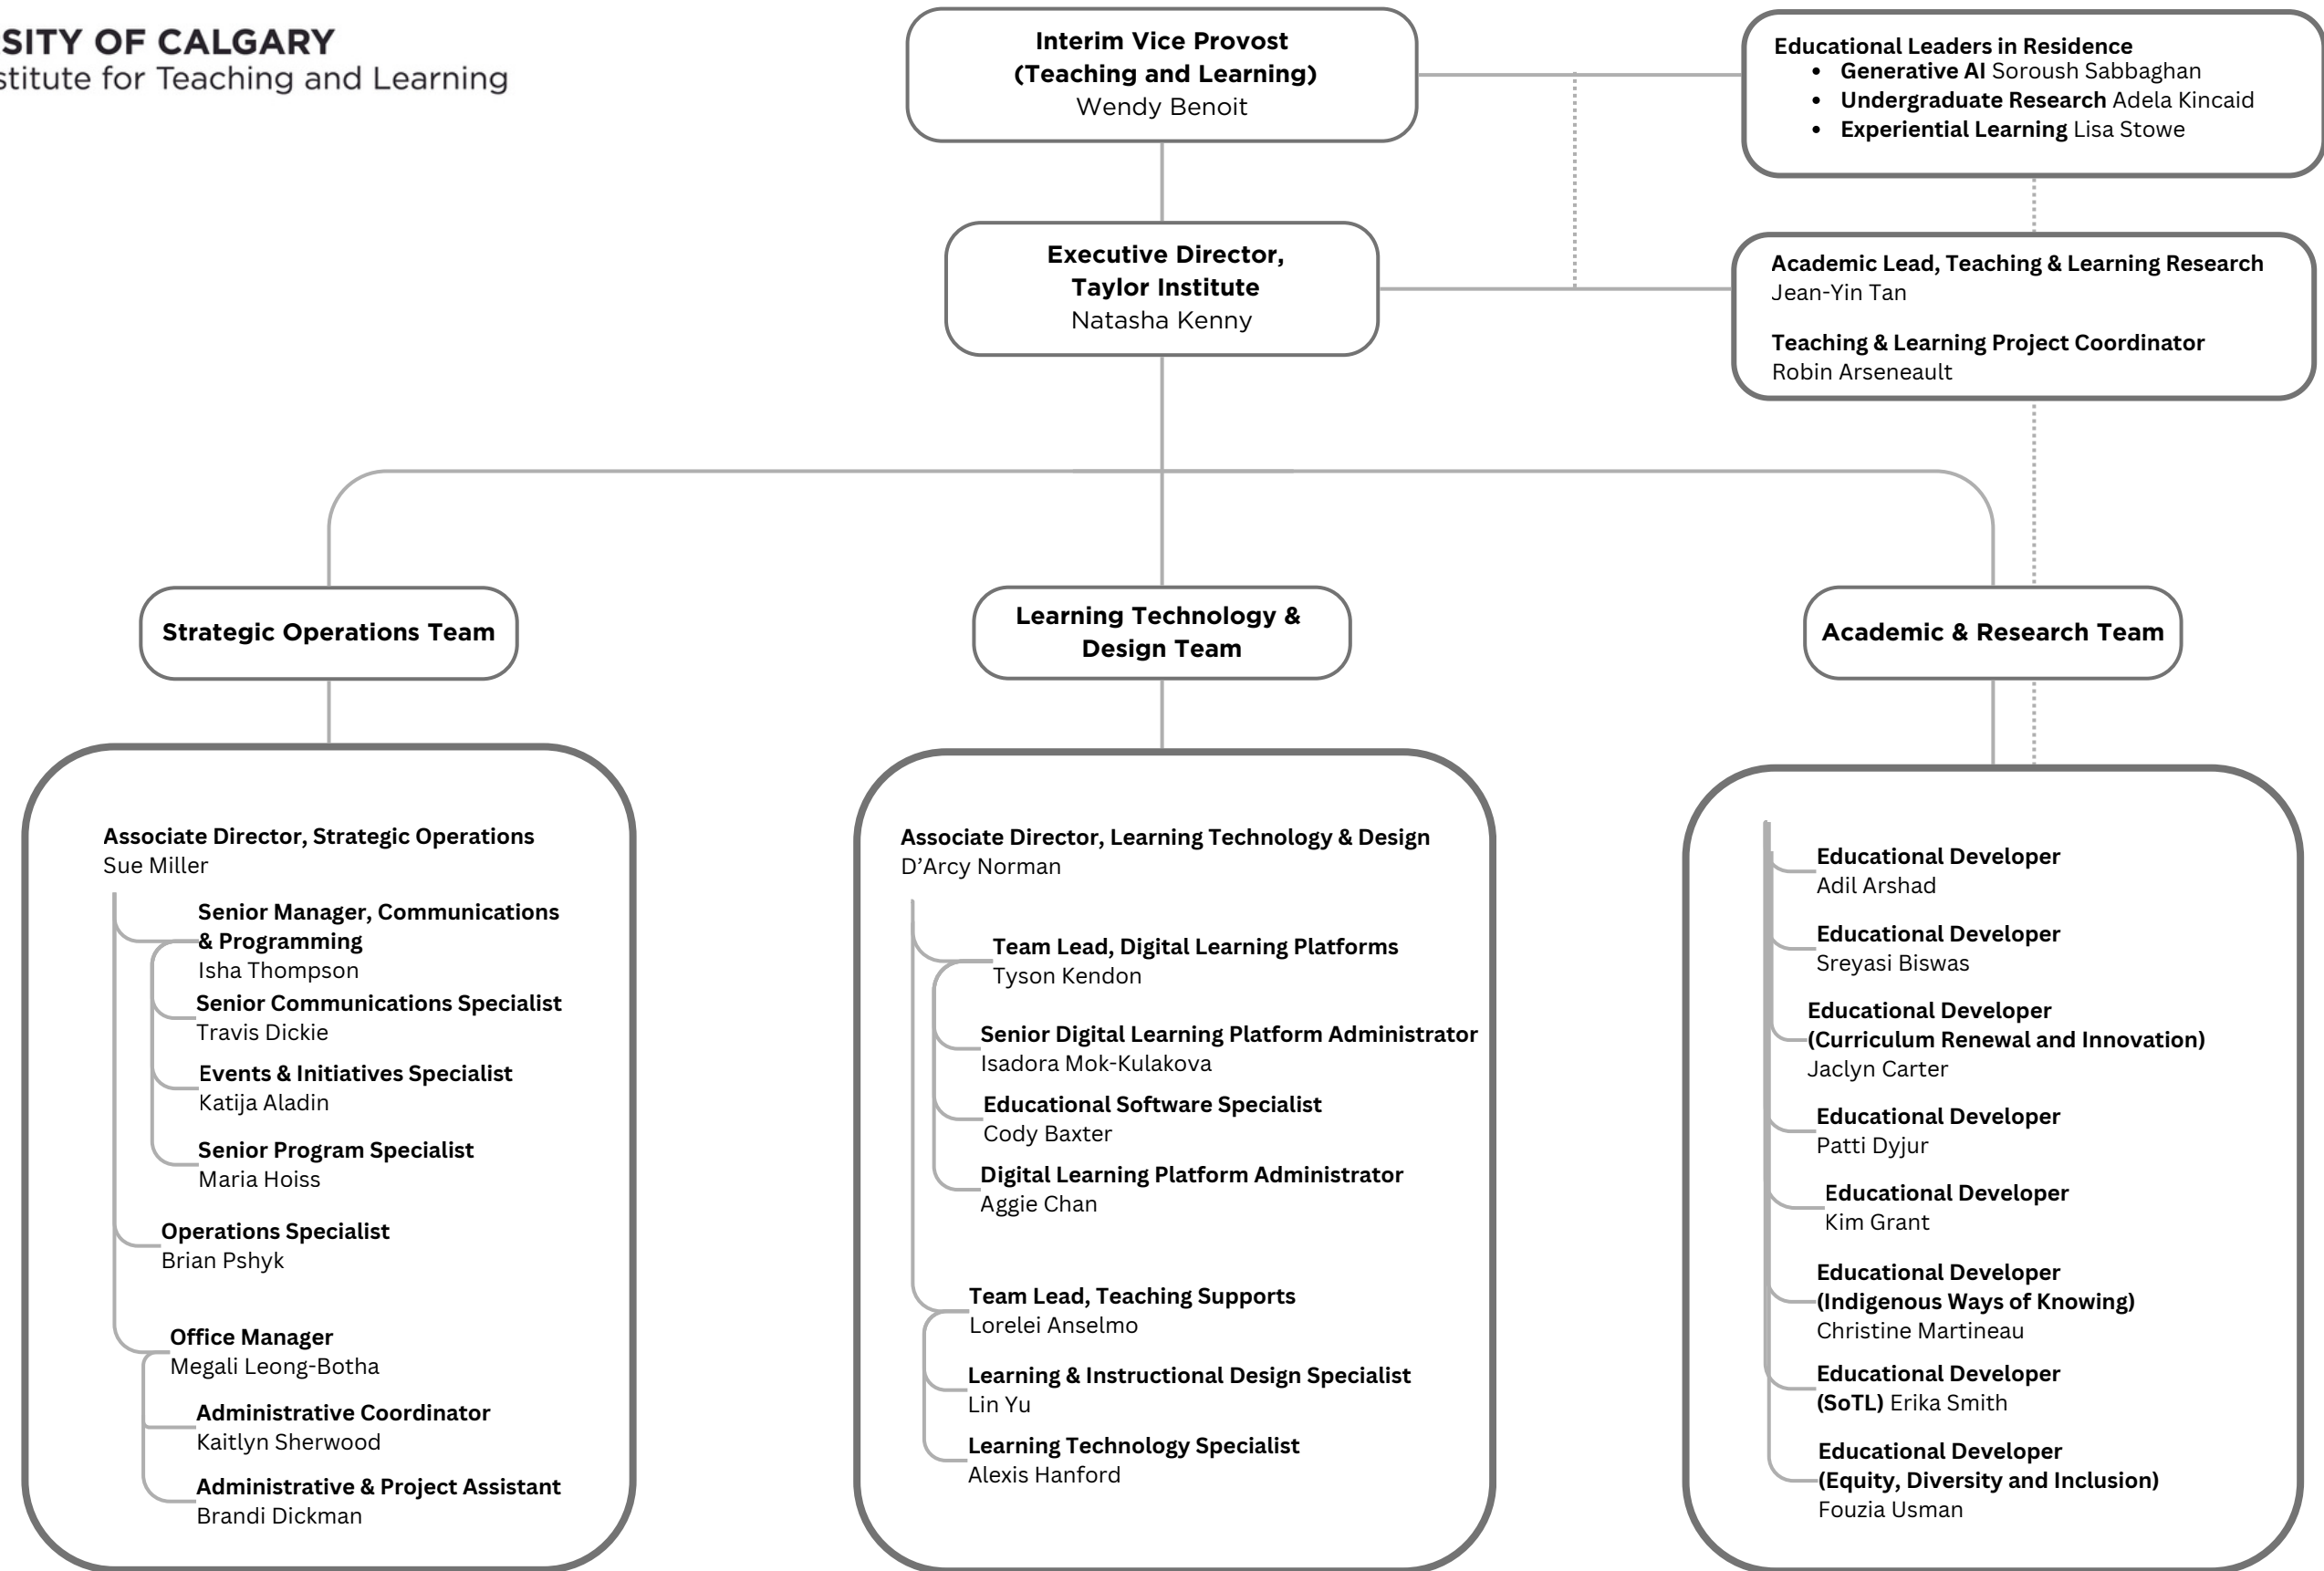 SITY OF CALGARY
stitute for Teaching and Learning
Interim Vice Provost
(Teaching and Learning)
Wendy Benoit
Educational Leaders in Residence
• Generative AI Soroush Sabbaghan
• Undergraduate Research Adela Kincaid
• Experiential Learning Lisa Stowe
Executive Director,
Taylor Institute
Natasha Kenny
Academic Lead, Teaching & Learning Research
Jean-Yin Tan
Teaching & Learning Project Coordinator
Robin Arseneault
Strategic Operations Team
Learning Technology &
Design Team
Academic & Research Team
Associate Director, Strategic Operations
Sue Miller
Senior Manager, Communications
& Programming
Isha Thompson
Senior Communications Specialist
Travis Dickie
Events & Initiatives Specialist
Katija Aladin
Senior Program Specialist
Maria Hoiss
Operations Specialist
Brian Pshyk
Office Manager
Megali Leong-Botha
Administrative Coordinator
Kaitlyn Sherwood
Administrative & Project Assistant
Brandi Dickman
Associate Director, Learning Technology & Design
D’Arcy Norman
Team Lead, Digital Learning Platforms
Tyson Kendon
Senior Digital Learning Platform Administrator
Isadora Mok-Kulakova
Educational Software Specialist
Cody Baxter
Digital Learning Platform Administrator
Aggie Chan
Team Lead, Teaching Supports
Lorelei Anselmo
Learning & Instructional Design Specialist
Lin Yu
Learning Technology Specialist
Alexis Hanford
Educational Developer
Adil Arshad
Educational Developer
Sreyasi Biswas
Educational Developer
(Curriculum Renewal and Innovation)
Jaclyn Carter
Educational Developer
Patti Dyjur
Educational Developer
Kim Grant
Educational Developer
(Indigenous Ways of Knowing)
Christine Martineau
Educational Developer
(SoTL) Erika Smith
Educational Developer
(Equity, Diversity and Inclusion)
Fouzia Usman